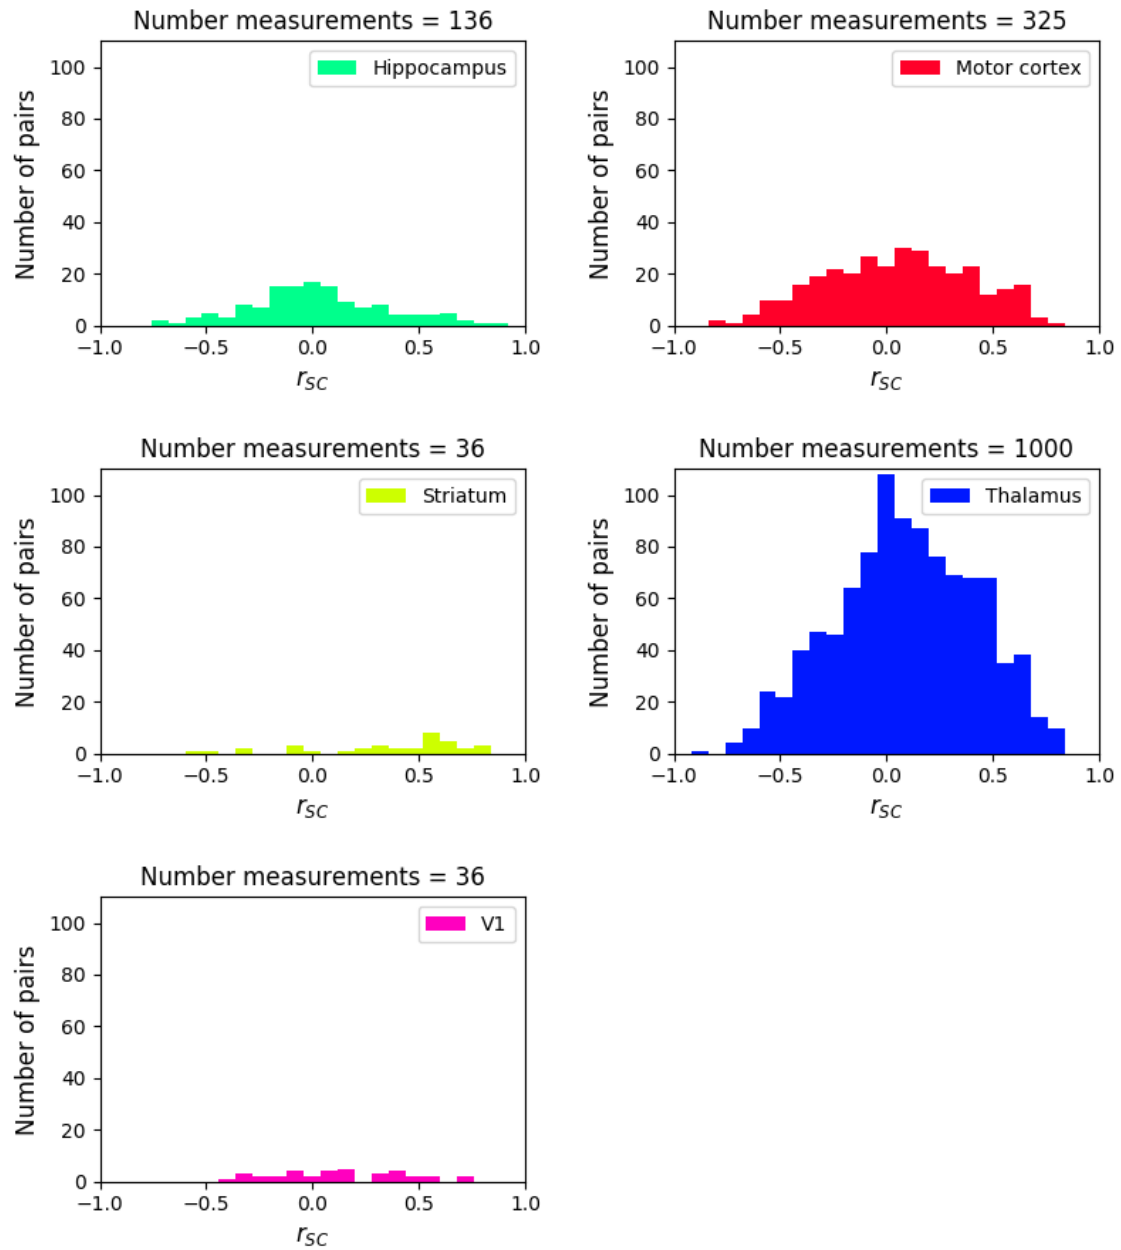 Number measurements = 136
Hippocampus
100
80
60
40
20
0
Number of pairs
−1.0 −0.5 0.0 0.5 1.0
r_SC
Number measurements = 325
Motor cortex
100
80
60
40
20
0
Number of pairs
−1.0 −0.5 0.0 0.5 1.0
r_SC
Number measurements = 36
Striatum
100
80
60
40
20
0
Number of pairs
−1.0 −0.5 0.0 0.5 1.0
r_SC
Number measurements = 1000
Thalamus
100
80
60
40
20
0
Number of pairs
−1.0 −0.5 0.0 0.5 1.0
r_SC
Number measurements = 36
V1
100
80
60
40
20
0
Number of pairs
−1.0 −0.5 0.0 0.5 1.0
r_SC